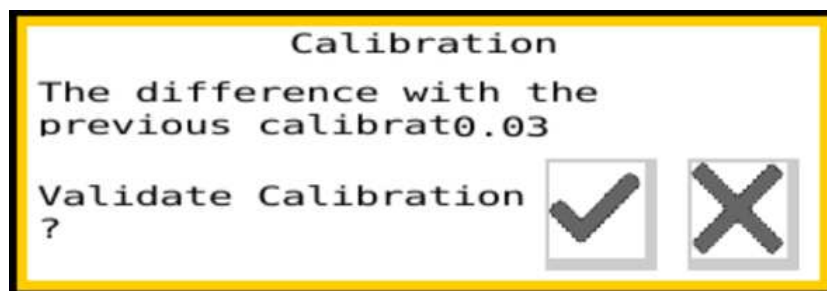 Calibration
The difference with the
previous calibrat0.03
Validate Calibration
?